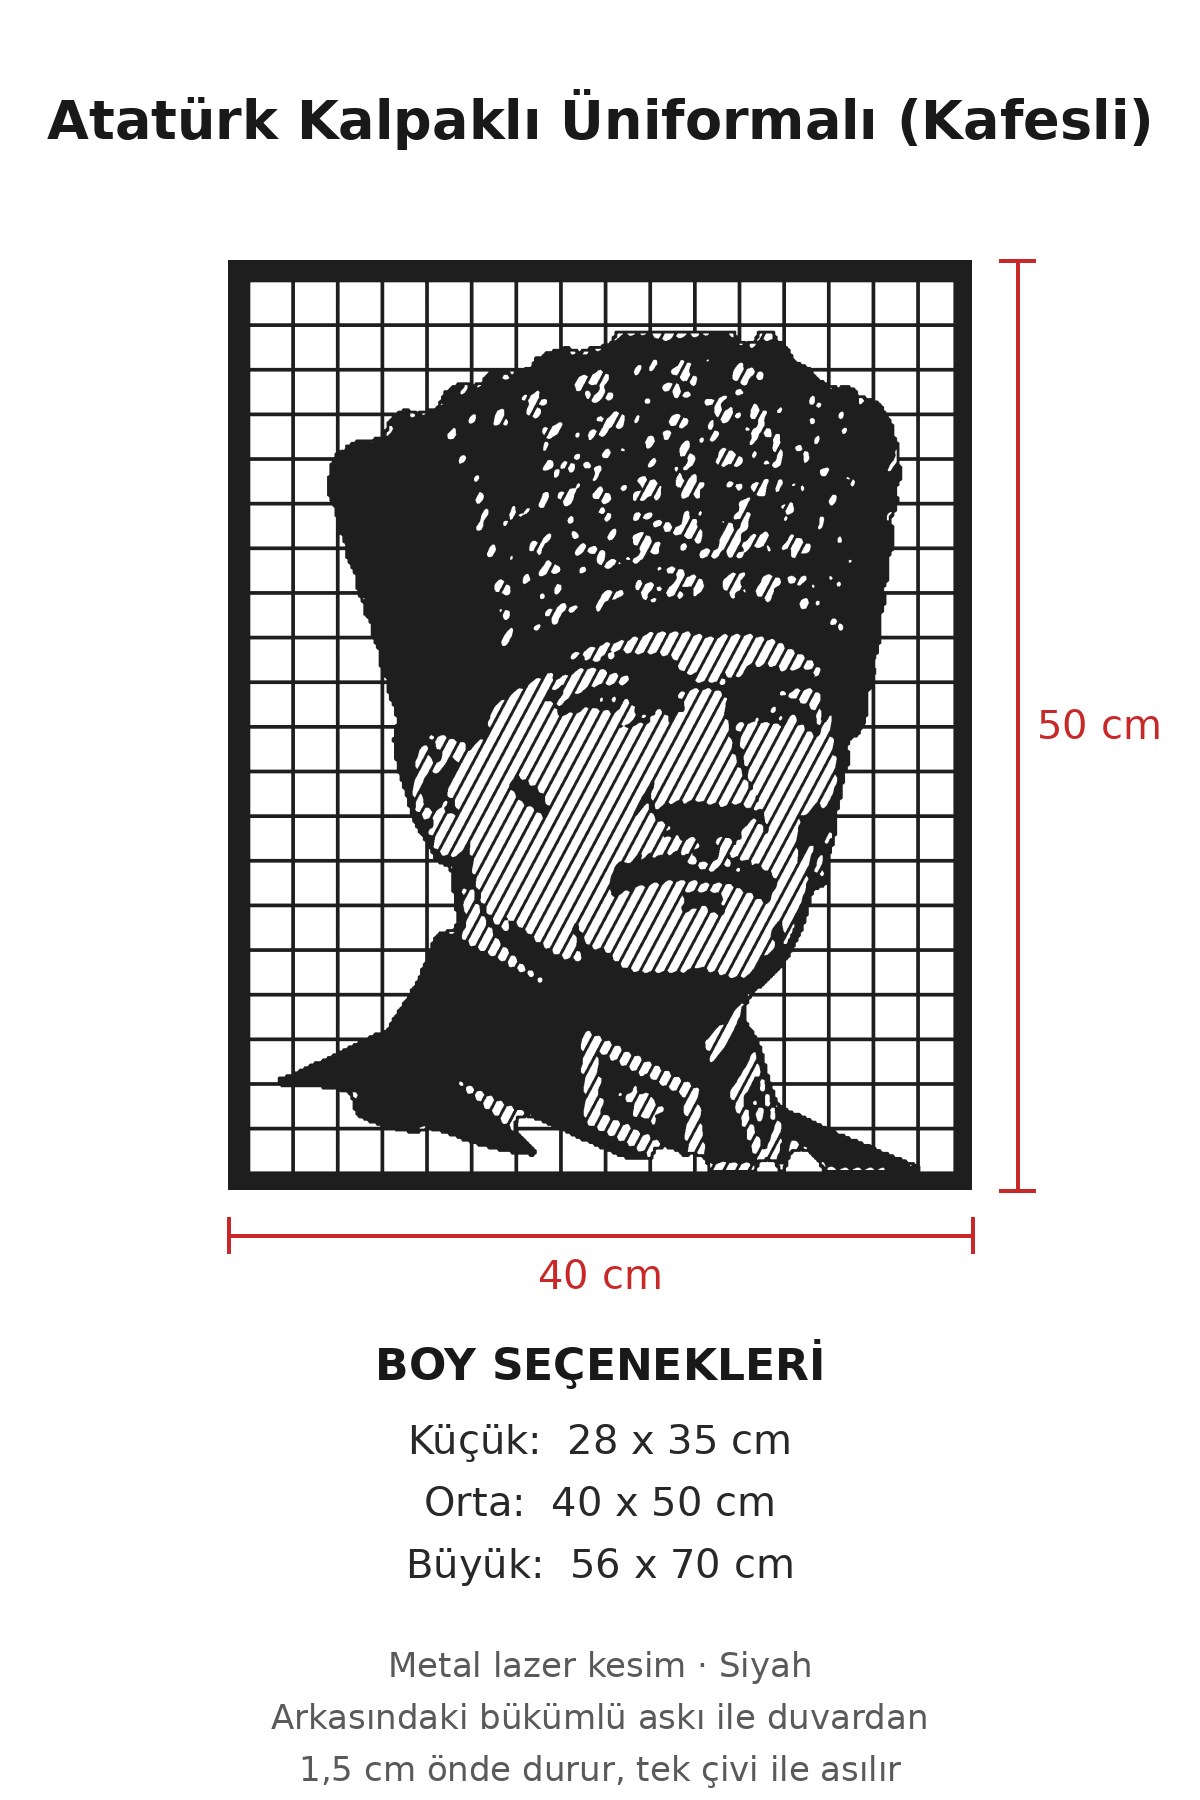 Atatürk Kalpaklı Üniformalı (Kafesli)
50 cm
40 cm
BOY SEÇENEKLERİ
Küçük: 28 x 35 cm
Orta: 40 x 50 cm
Büyük: 56 x 70 cm
Metal lazer kesim · Siyah
Arkasındaki bükümlü askı ile duvardan
1,5 cm önde durur, tek çivi ile asılır